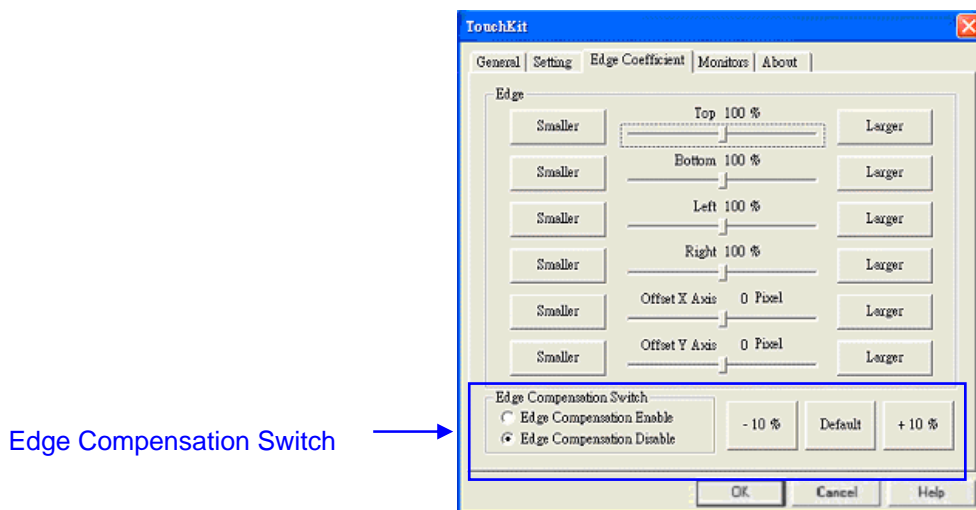 TouchKit
General Setting Edge Coefficient Monitors About
Edge
Top 100 %
Smaller Larger
Bottom 100 %
Smaller Larger
Left 100 %
Smaller Larger
Right 100 %
Smaller Larger
Offset X Axis 0 Pixel
Smaller Larger
Offset Y Axis 0 Pixel
Smaller Larger
Edge Compensation Switch
Edge Compensation Enable
Edge Compensation Disable
- 10 % Default + 10 %
Edge Compensation Switch
OK Cancel Help